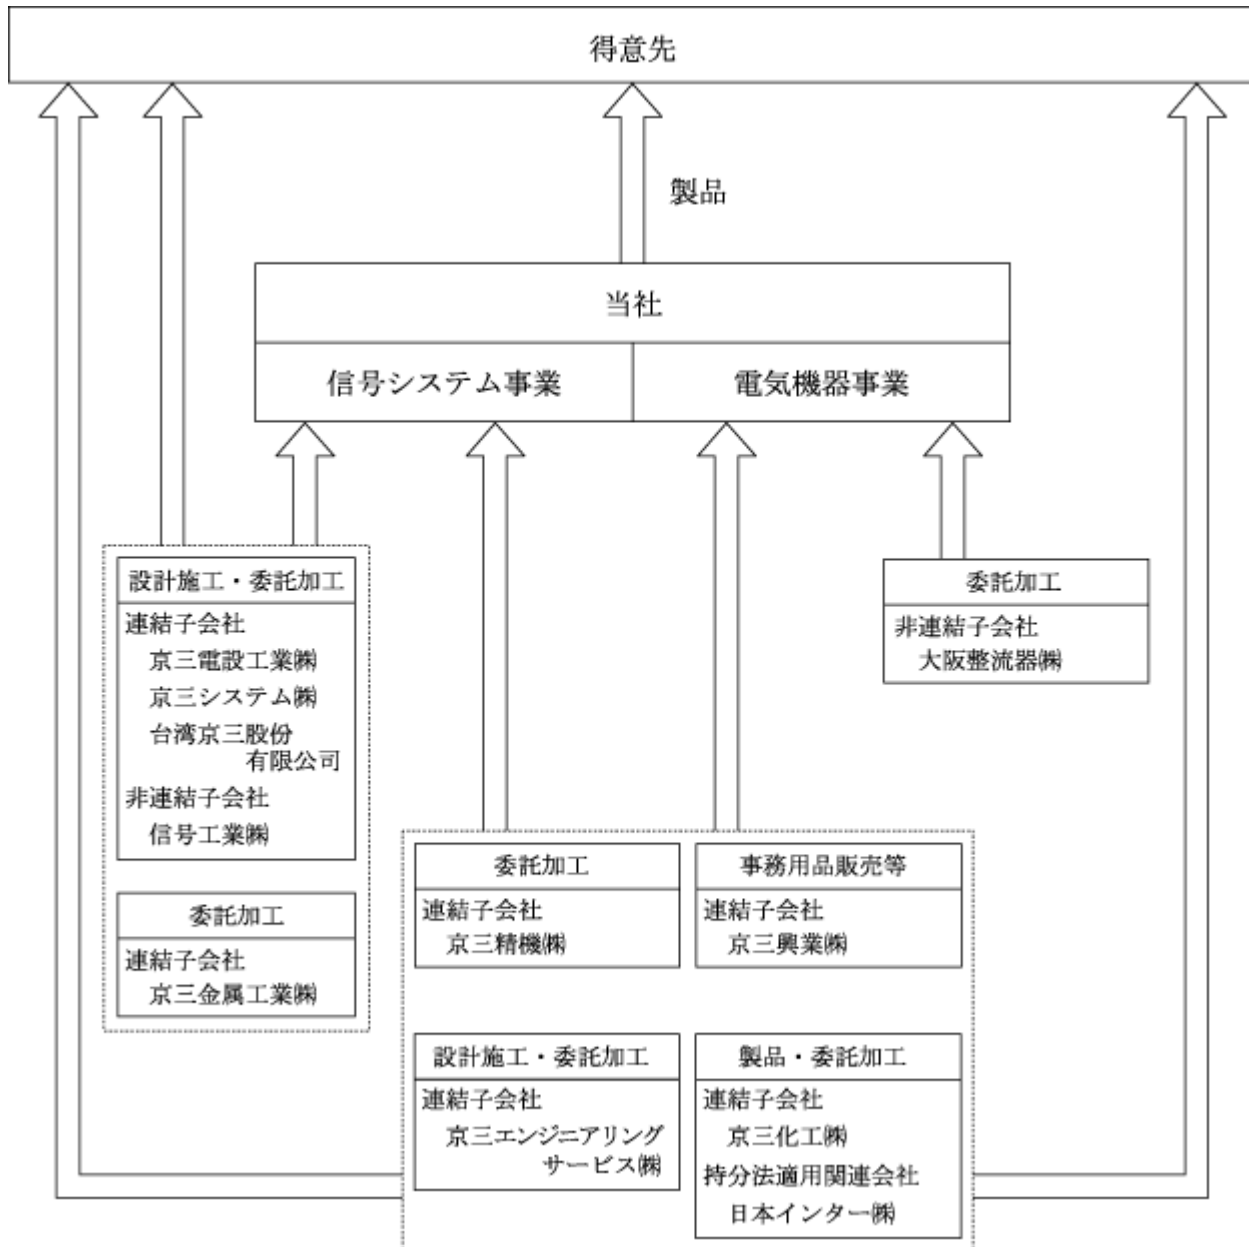 得意先
製品
当社
信号システム事業
電気機器事業
設計施工・委託加工
連結子会社
京三電設工業㈱
京三システム㈱
台湾京三股份
有限公司
非連結子会社
信号工業㈱
委託加工
連結子会社
京三金属工業㈱
委託加工
非連結子会社
大阪整流器㈱
委託加工
連結子会社
京三精機㈱
事務用品販売等
連結子会社
京三興業㈱
設計施工・委託加工
連結子会社
京三エンジニアリング
サービス㈱
製品・委託加工
連結子会社
京三化工㈱
持分法適用関連会社
日本インター㈱